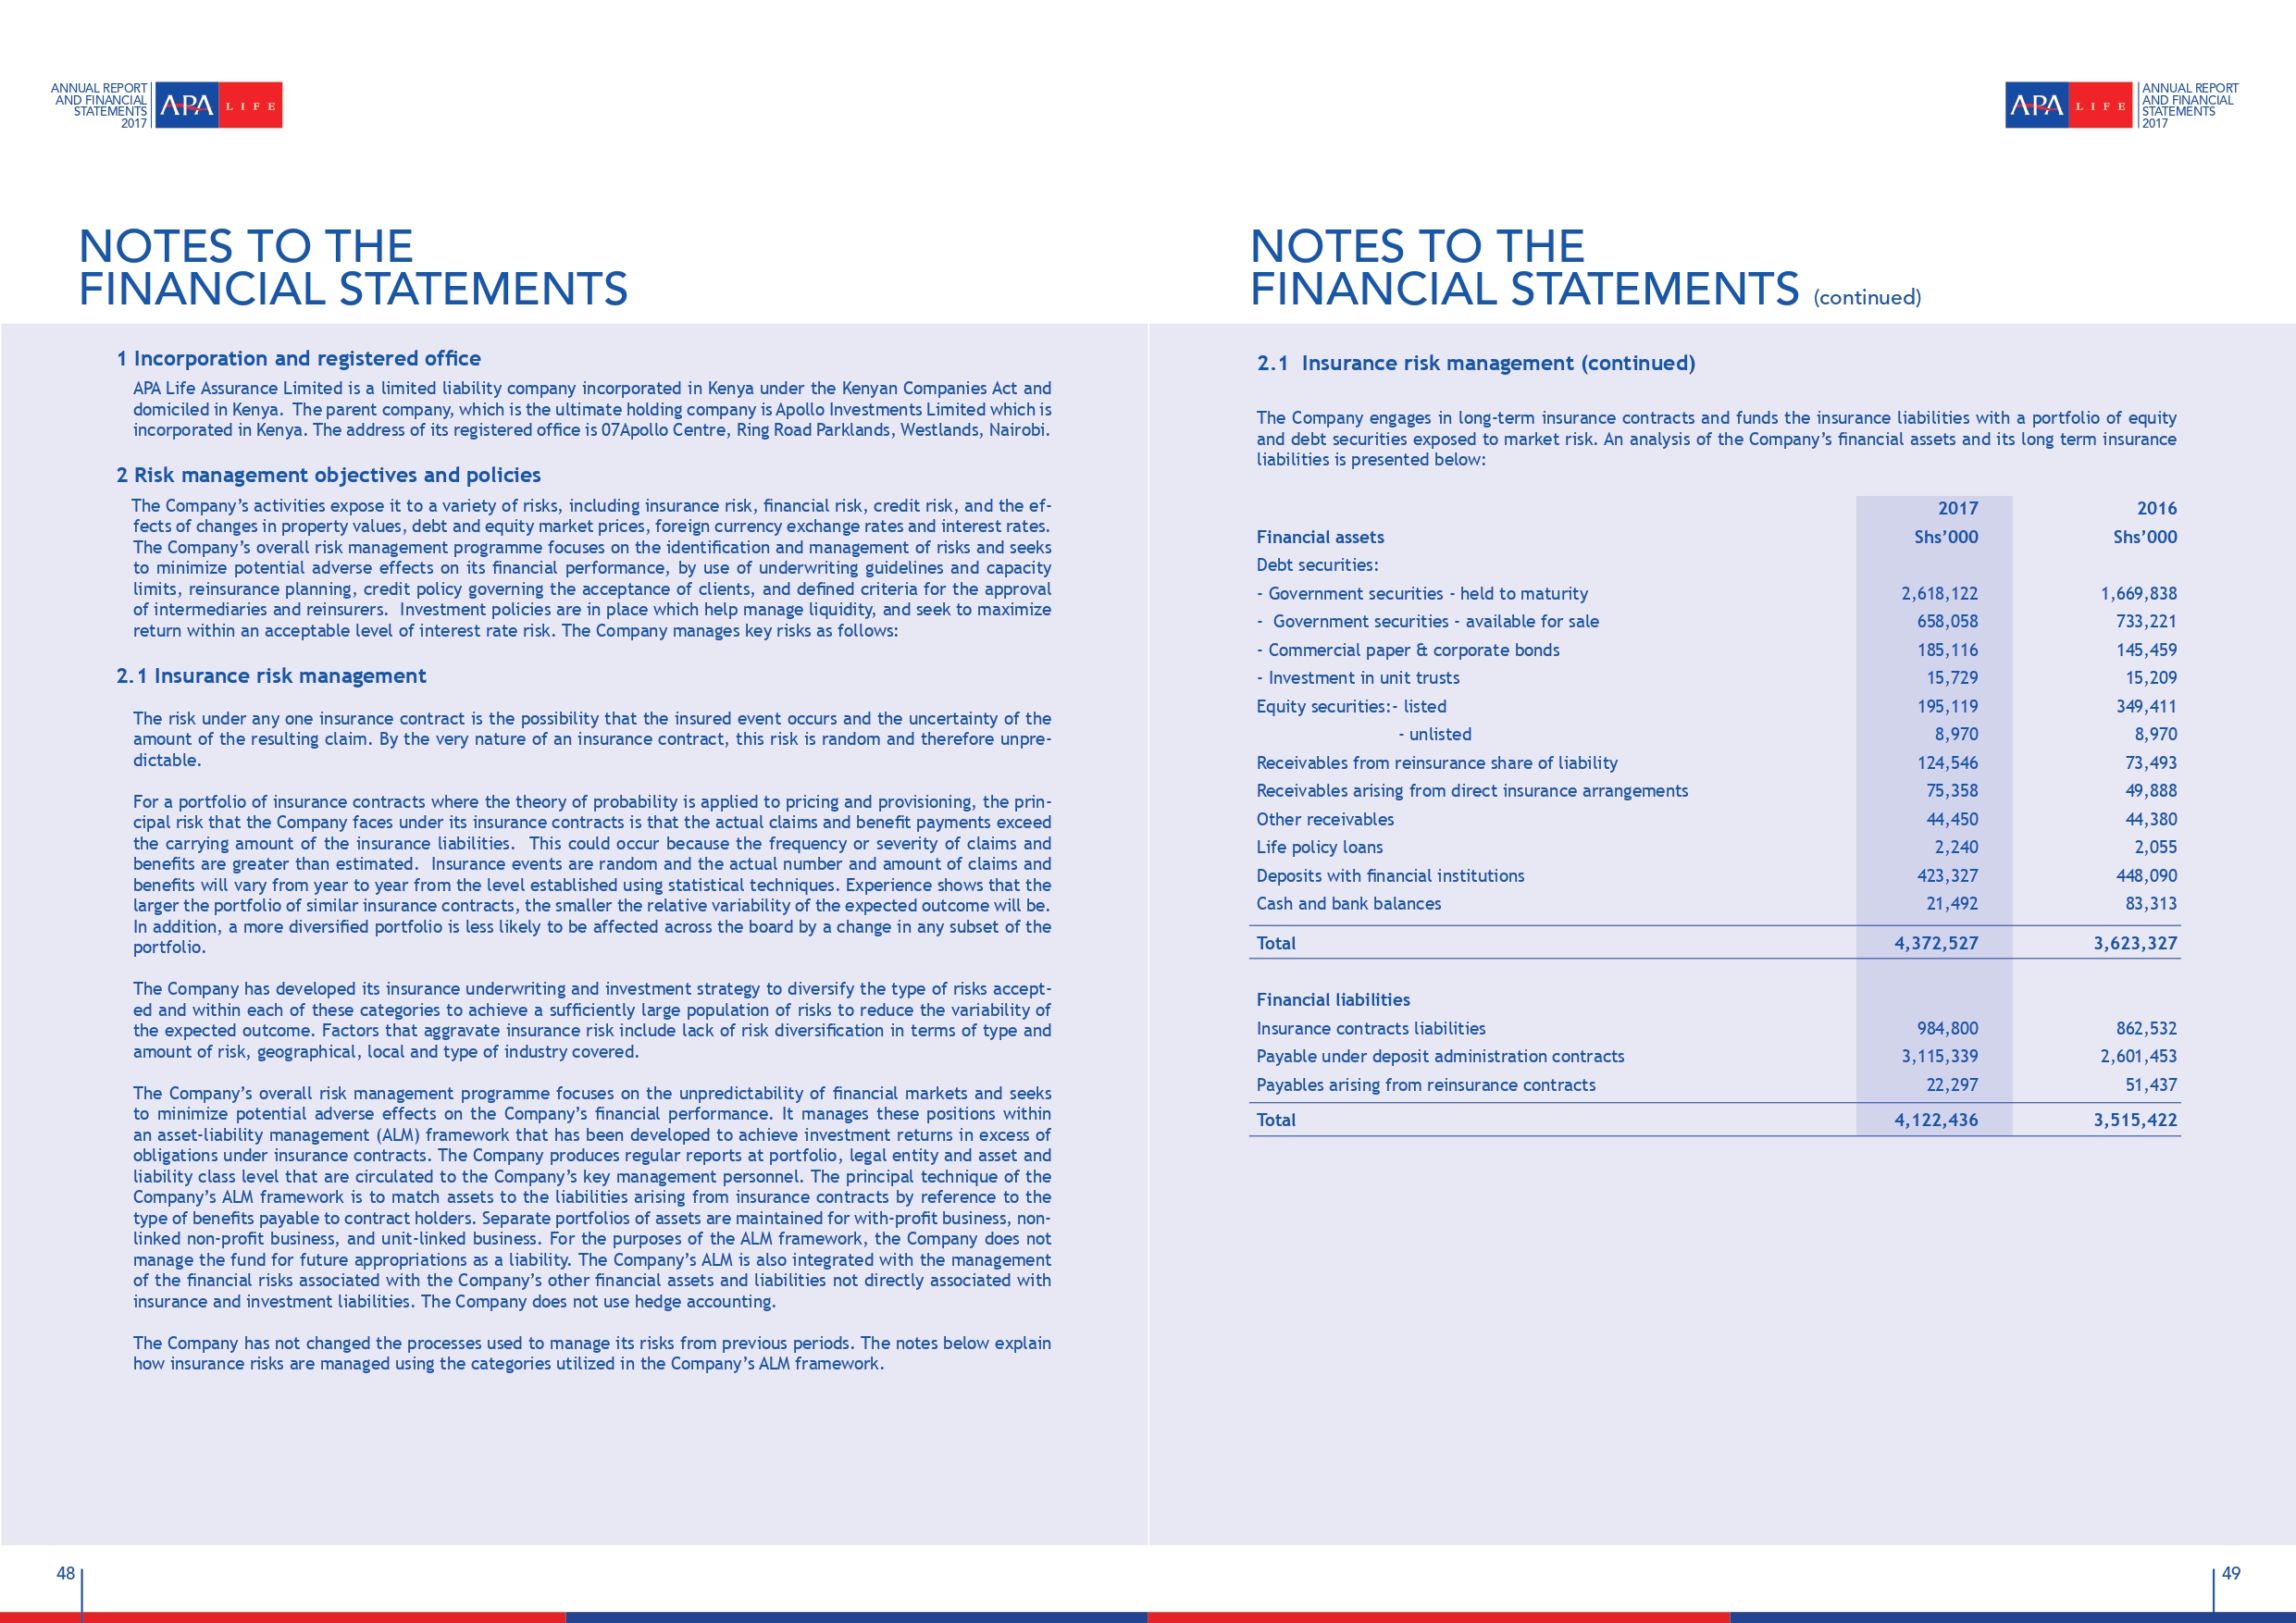 ANNUAL REPORT
AND FINANCIAL
STATEMENTS
2017
APA LIFE
NOTES TO THE
FINANCIAL STATEMENTS
1 Incorporation and registered office
APA Life Assurance Limited is a limited liability company incorporated in Kenya under the Kenyan Companies Act and
domiciled in Kenya.  The parent company, which is the ultimate holding company is Apollo Investments Limited which is
incorporated in Kenya. The address of its registered office is 07Apollo Centre, Ring Road Parklands, Westlands, Nairobi.
2 Risk management objectives and policies
The Company’s activities expose it to a variety of risks, including insurance risk, financial risk, credit risk, and the ef-
fects of changes in property values, debt and equity market prices, foreign currency exchange rates and interest rates.
The Company’s overall risk management programme focuses on the identification and management of risks and seeks
to minimize potential adverse effects on its financial performance, by use of underwriting guidelines and capacity
limits, reinsurance planning, credit policy governing the acceptance of clients, and defined criteria for the approval
of intermediaries and reinsurers.  Investment policies are in place which help manage liquidity, and seek to maximize
return within an acceptable level of interest rate risk. The Company manages key risks as follows:
2.1 Insurance risk management
The risk under any one insurance contract is the possibility that the insured event occurs and the uncertainty of the
amount of the resulting claim. By the very nature of an insurance contract, this risk is random and therefore unpre-
dictable.
For a portfolio of insurance contracts where the theory of probability is applied to pricing and provisioning, the prin-
cipal risk that the Company faces under its insurance contracts is that the actual claims and benefit payments exceed
the carrying amount of the insurance liabilities.  This could occur because the frequency or severity of claims and
benefits are greater than estimated.  Insurance events are random and the actual number and amount of claims and
benefits will vary from year to year from the level established using statistical techniques. Experience shows that the
larger the portfolio of similar insurance contracts, the smaller the relative variability of the expected outcome will be.
In addition, a more diversified portfolio is less likely to be affected across the board by a change in any subset of the
portfolio.
The Company has developed its insurance underwriting and investment strategy to diversify the type of risks accept-
ed and within each of these categories to achieve a sufficiently large population of risks to reduce the variability of
the expected outcome. Factors that aggravate insurance risk include lack of risk diversification in terms of type and
amount of risk, geographical, local and type of industry covered.
The Company’s overall risk management programme focuses on the unpredictability of financial markets and seeks
to minimize potential adverse effects on the Company’s financial performance. It manages these positions within
an asset-liability management (ALM) framework that has been developed to achieve investment returns in excess of
obligations under insurance contracts. The Company produces regular reports at portfolio, legal entity and asset and
liability class level that are circulated to the Company’s key management personnel. The principal technique of the
Company’s ALM framework is to match assets to the liabilities arising from insurance contracts by reference to the
type of benefits payable to contract holders. Separate portfolios of assets are maintained for with-profit business, non-
linked non-profit business, and unit-linked business. For the purposes of the ALM framework, the Company does not
manage the fund for future appropriations as a liability. The Company’s ALM is also integrated with the management
of the financial risks associated with the Company’s other financial assets and liabilities not directly associated with
insurance and investment liabilities. The Company does not use hedge accounting.
The Company has not changed the processes used to manage its risks from previous periods. The notes below explain
how insurance risks are managed using the categories utilized in the Company’s ALM framework.
48
APA LIFE
ANNUAL REPORT
AND FINANCIAL
STATEMENTS
2017
NOTES TO THE
FINANCIAL STATEMENTS (continued)
2.1  Insurance risk management (continued)
The Company engages in long-term insurance contracts and funds the insurance liabilities with a portfolio of equity
and debt securities exposed to market risk. An analysis of the Company’s financial assets and its long term insurance
liabilities is presented below:
2017 2016
Financial assets Shs’000 Shs’000
Debt securities:
- Government securities - held to maturity 2,618,122 1,669,838
-  Government securities - available for sale 658,058 733,221
- Commercial paper & corporate bonds 185,116 145,459
- Investment in unit trusts 15,729 15,209
Equity securities:- listed 195,119 349,411
- unlisted 8,970 8,970
Receivables from reinsurance share of liability 124,546 73,493
Receivables arising from direct insurance arrangements 75,358 49,888
Other receivables 44,450 44,380
Life policy loans 2,240 2,055
Deposits with financial institutions 423,327 448,090
Cash and bank balances 21,492 83,313
Total 4,372,527 3,623,327
Financial liabilities
Insurance contracts liabilities 984,800 862,532
Payable under deposit administration contracts 3,115,339 2,601,453
Payables arising from reinsurance contracts 22,297 51,437
Total 4,122,436 3,515,422
49